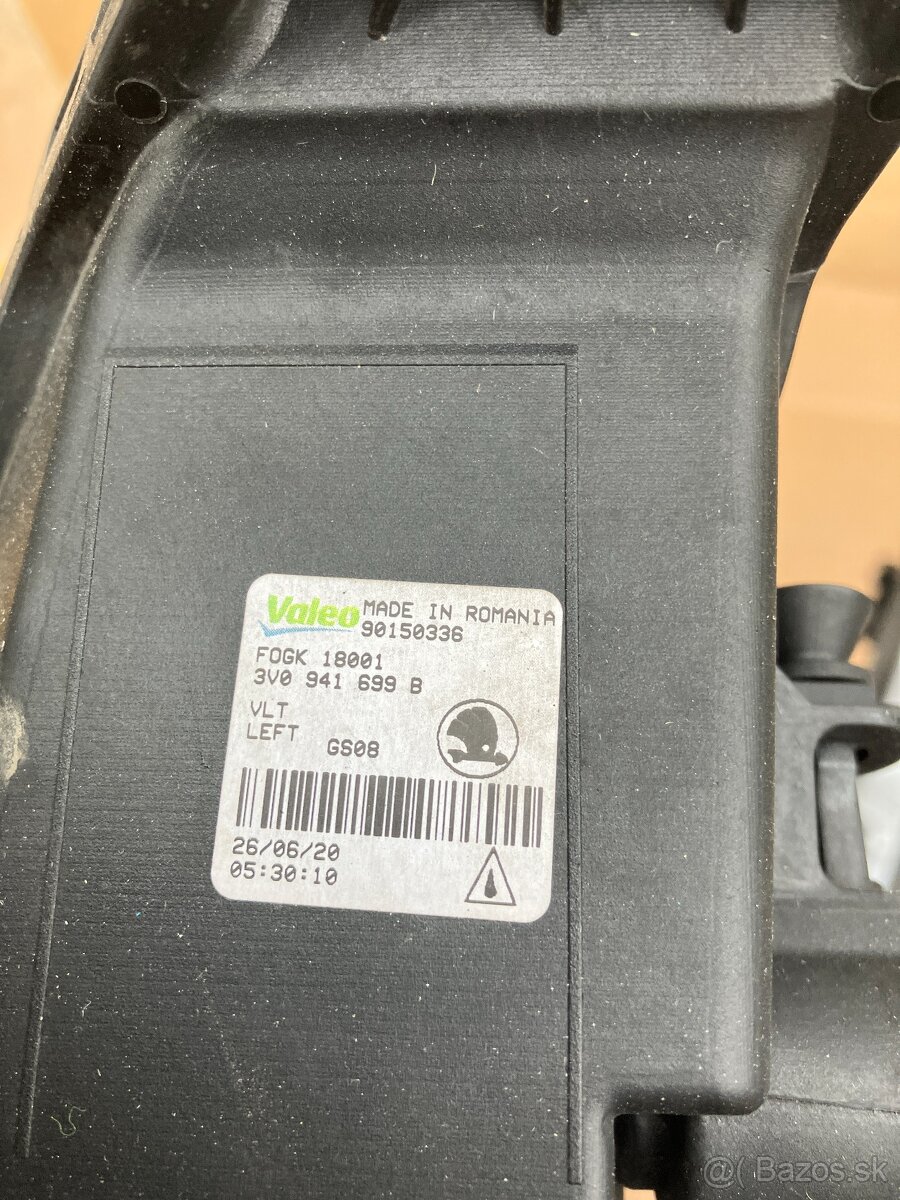 Valeo MADE IN ROMANIA
90150336
FOGK 18001
3V0 941 699 B
VLT
LEFT
GS08
26/06/20
05:30:10
@( Bazos.sk